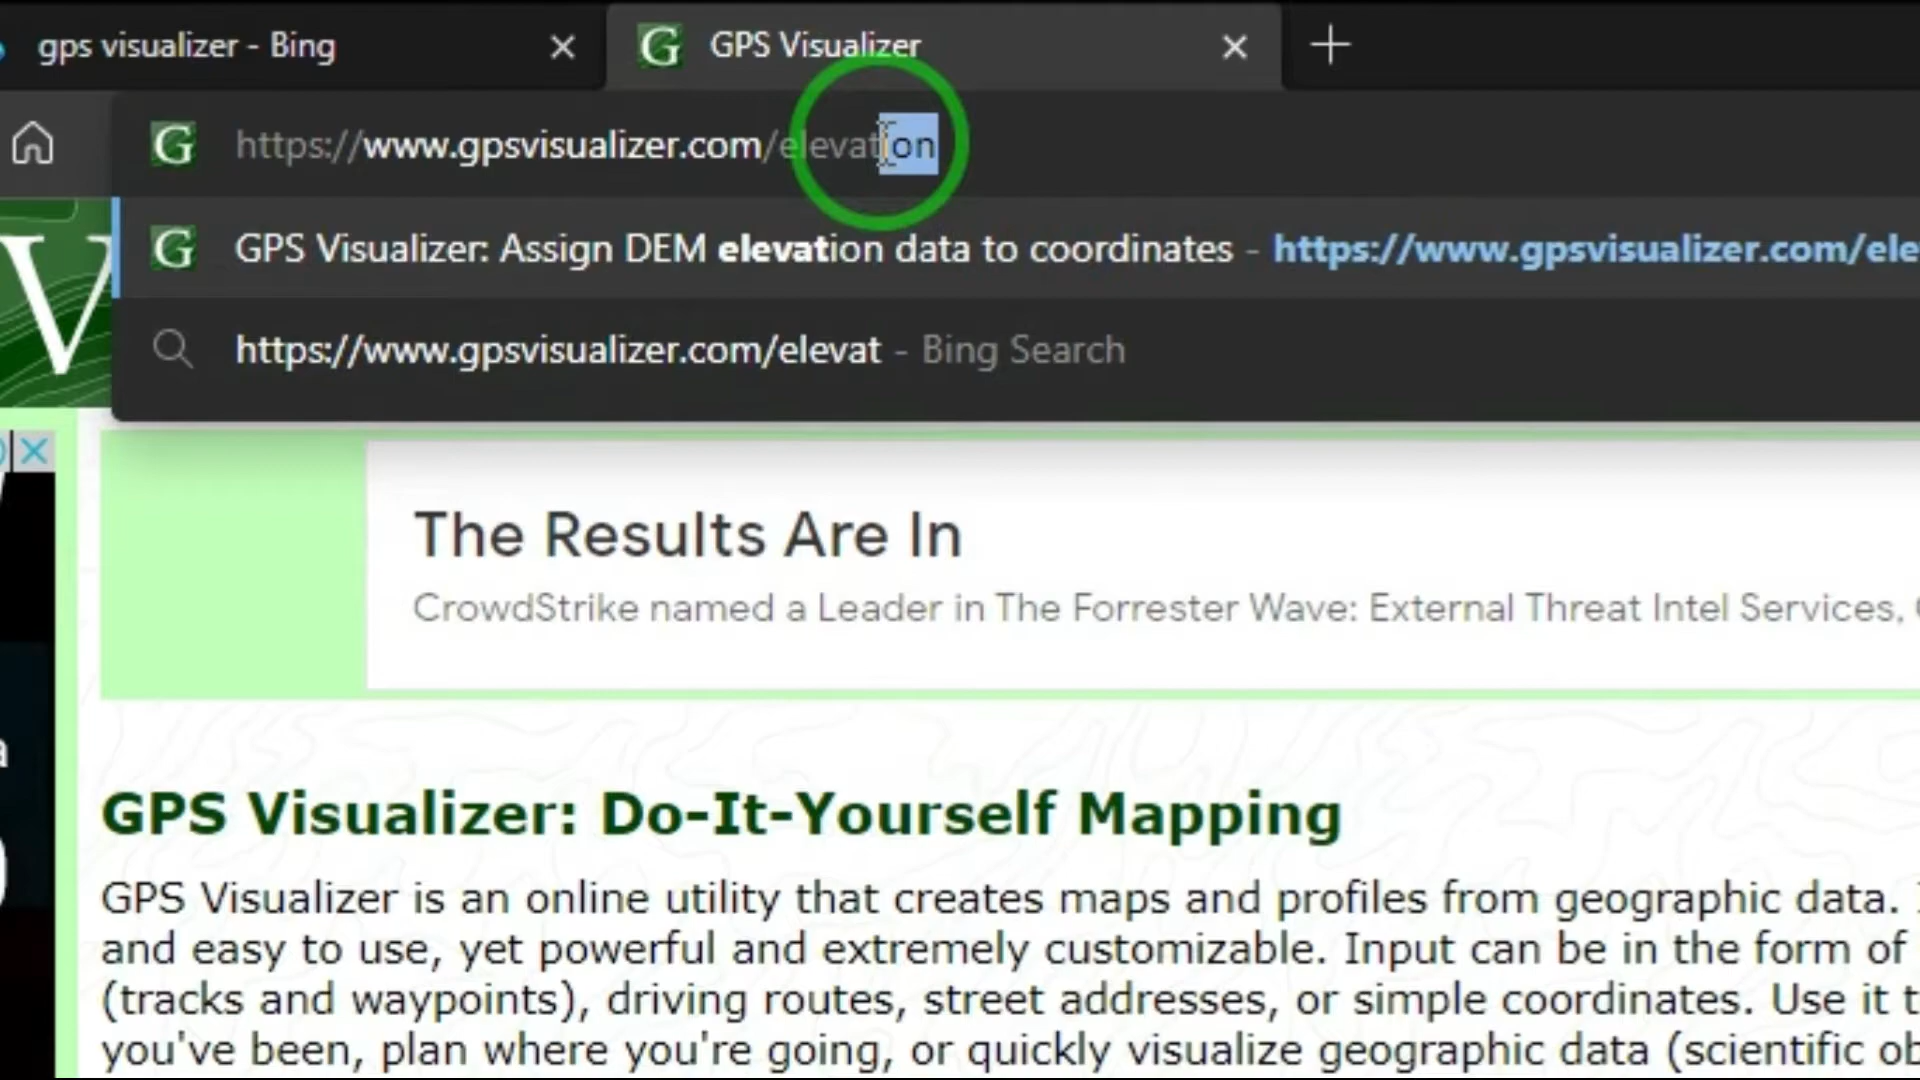 gps visualizer - Bing
G GPS Visualizer
G https://www.gpsvisualizer.com/elevation
G GPS Visualizer: Assign DEM elevation data to coordinates - https://www.gpsvisualizer.com/ele
https://www.gpsvisualizer.com/elevat - Bing Search
V
The Results Are In
CrowdStrike named a Leader in The Forrester Wave: External Threat Intel Services,
GPS Visualizer: Do-It-Yourself Mapping
GPS Visualizer is an online utility that creates maps and profiles from geographic data.
and easy to use, yet powerful and extremely customizable. Input can be in the form of
(tracks and waypoints), driving routes, street addresses, or simple coordinates. Use it
you've been, plan where you're going, or quickly visualize geographic data (scientific